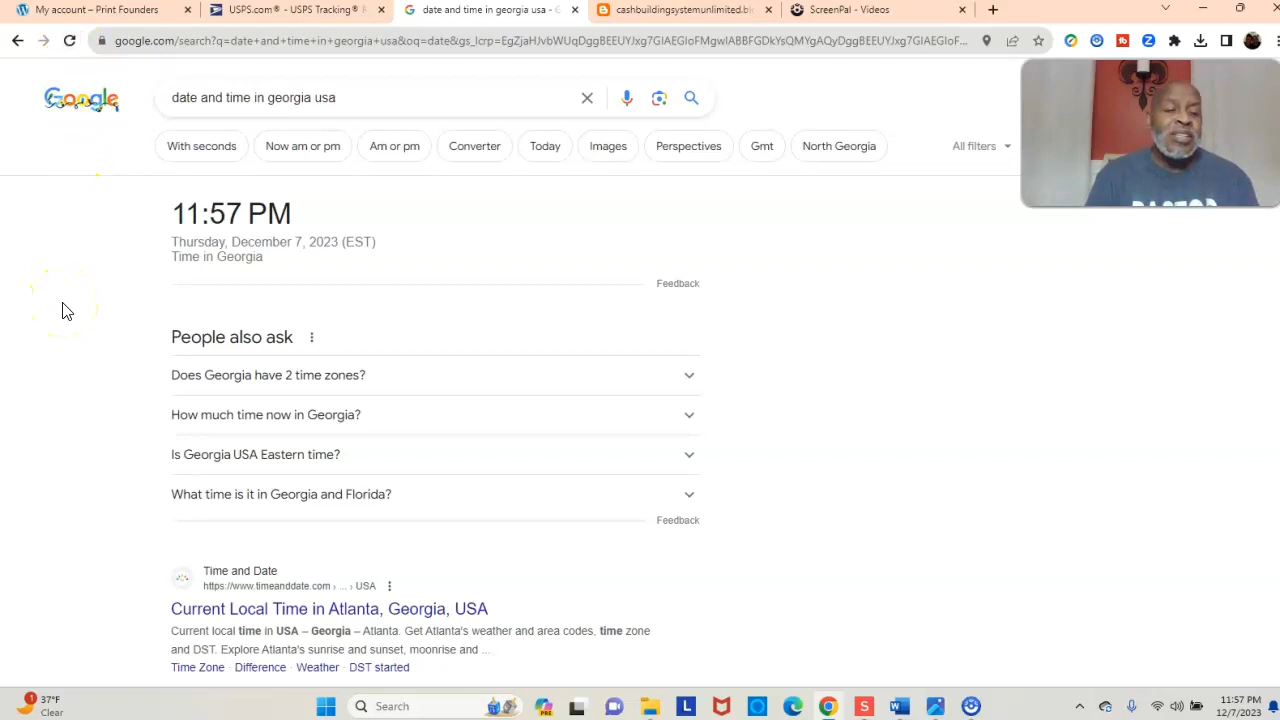 My account – Print Founders
USPS.com® - USPS Tracking®
date and time in georgia usa - G
cashbuildingsystemunlimited.bl
ScreenPal - Videos
google.com/search?q=date+and+time+in+georgia+usa&oq=date&gs_lcrp=EgZjaHJvbWUqDggBEEUYJxg7GIAEGIoFMgwIABBFGDkYsQMYgAQyDggBEEUYJxg7GIAEGIoFMgwIAhAjGCcYgAQYigUyDQgDEAAYgwEY...
Google
date and time in georgia usa
With seconds
Now am or pm
Am or pm
Converter
Today
Images
Perspectives
Gmt
North Georgia
All filters
11:57 PM
Thursday, December 7, 2023 (EST)
Time in Georgia
Feedback
People also ask
Does Georgia have 2 time zones?
How much time now in Georgia?
Is Georgia USA Eastern time?
What time is it in Georgia and Florida?
Feedback
Time and Date
https://www.timeanddate.com › ... › USA
Current Local Time in Atlanta, Georgia, USA
Current local time in USA – Georgia – Atlanta. Get Atlanta's weather and area codes, time zone
and DST. Explore Atlanta's sunrise and sunset, moonrise and ...
Time Zone · Difference · Weather · DST started
1
37°F
Clear
Search
11:57 PM
12/7/2023